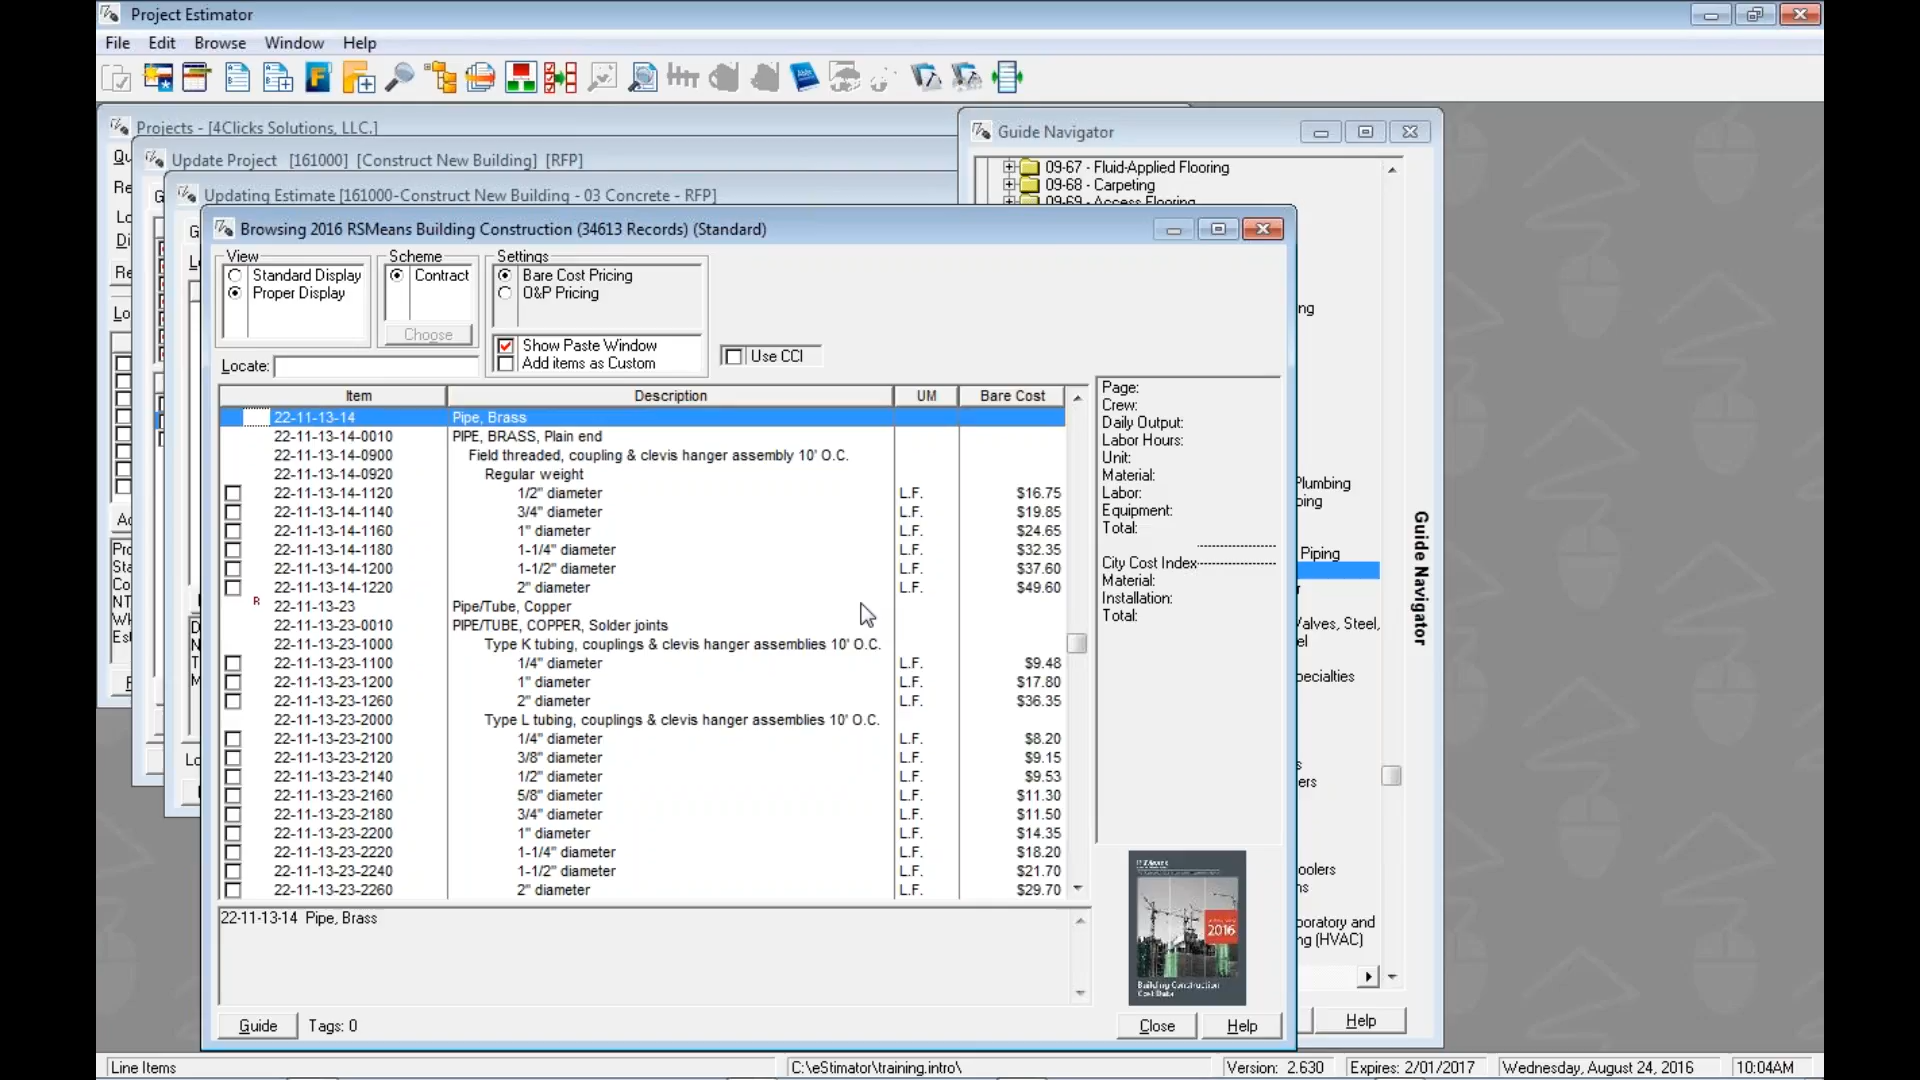 Project Estimator
File Edit Browse Window Help
Projects - [4Clicks Solutions, LLC.]
Update Project [161000] [Construct New Building] [RFP]
Updating Estimate [161000-Construct New Building - 03 Concrete - RFP]
Guide Navigator
09-67 - Fluid-Applied Flooring
09-68 - Carpeting
09-69 - Access Flooring
Browsing 2016 RSMeans Building Construction (34613 Records) (Standard)
View
Standard Display
Proper Display
Scheme
Contract
Choose
Settings
Bare Cost Pricing
O&P Pricing
Show Paste Window
Add items as Custom
Use CCI
Locate:
Item Description UM Bare Cost
22-11-13-14 Pipe, Brass
22-11-13-14-0010 PIPE, BRASS, Plain end
22-11-13-14-0900 Field threaded, coupling & clevis hanger assembly 10' O.C.
22-11-13-14-0920 Regular weight
22-11-13-14-1120 1/2" diameter L.F. $16.75
22-11-13-14-1140 3/4" diameter L.F. $19.85
22-11-13-14-1160 1" diameter L.F. $24.65
22-11-13-14-1180 1-1/4" diameter L.F. $32.35
22-11-13-14-1200 1-1/2" diameter L.F. $37.60
22-11-13-14-1220 2" diameter L.F. $49.60
R 22-11-13-23 Pipe/Tube, Copper
22-11-13-23-0010 PIPE/TUBE, COPPER, Solder joints
22-11-13-23-1000 Type K tubing, couplings & clevis hanger assemblies 10' O.C.
22-11-13-23-1100 1/4" diameter L.F. $9.48
22-11-13-23-1200 1" diameter L.F. $17.80
22-11-13-23-1260 2" diameter L.F. $36.35
22-11-13-23-2000 Type L tubing, couplings & clevis hanger assemblies 10' O.C.
22-11-13-23-2100 1/4" diameter L.F. $8.20
22-11-13-23-2120 3/8" diameter L.F. $9.15
22-11-13-23-2140 1/2" diameter L.F. $9.53
22-11-13-23-2160 5/8" diameter L.F. $11.30
22-11-13-23-2180 3/4" diameter L.F. $11.50
22-11-13-23-2200 1" diameter L.F. $14.35
22-11-13-23-2220 1-1/4" diameter L.F. $18.20
22-11-13-23-2240 1-1/2" diameter L.F. $21.70
22-11-13-23-2260 2" diameter L.F. $29.70
Page:
Crew:
Daily Output:
Labor Hours:
Unit:
Material:
Labor:
Equipment:
Total:
City Cost Index
Material:
Installation:
Total:
2016
Building Construction
Cost Data
22-11-13-14 Pipe, Brass
Guide Tags: 0 Close Help
Piping
Valves, Steel,
Guide Navigator
Help
Line Items C:\eStimator\training.intro\ Version: 2.630 Expires: 2/01/2017 Wednesday, August 24, 2016 10:04AM